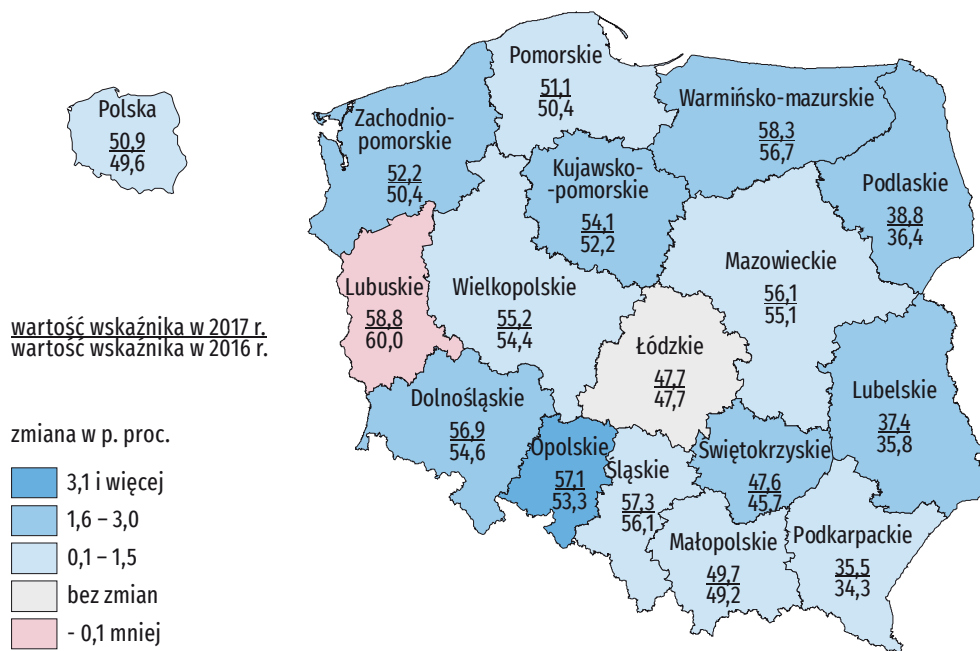 Polska
50,9
49,6
wartość wskaźnika w 2017 r.
wartość wskaźnika w 2016 r.
zmiana w p. proc.
3,1 i więcej
1,6 – 3,0
0,1 – 1,5
bez zmian
- 0,1 mniej
Pomorskie
51,1
50,4
Warmińsko-mazurskie
58,3
56,7
Zachodnio-
pomorskie
52,2
50,4
Kujawsko-
-pomorskie
54,1
52,2
Podlaskie
38,8
36,4
Mazowieckie
56,1
55,1
Lubuskie
58,8
60,0
Wielkopolskie
55,2
54,4
Łódzkie
47,7
47,7
Lubelskie
37,4
35,8
Dolnośląskie
56,9
54,6
Opolskie
57,1
53,3
Śląskie
57,3
56,1
Świętokrzyskie
47,6
45,7
Małopolskie
49,7
49,2
Podkarpackie
35,5
34,3